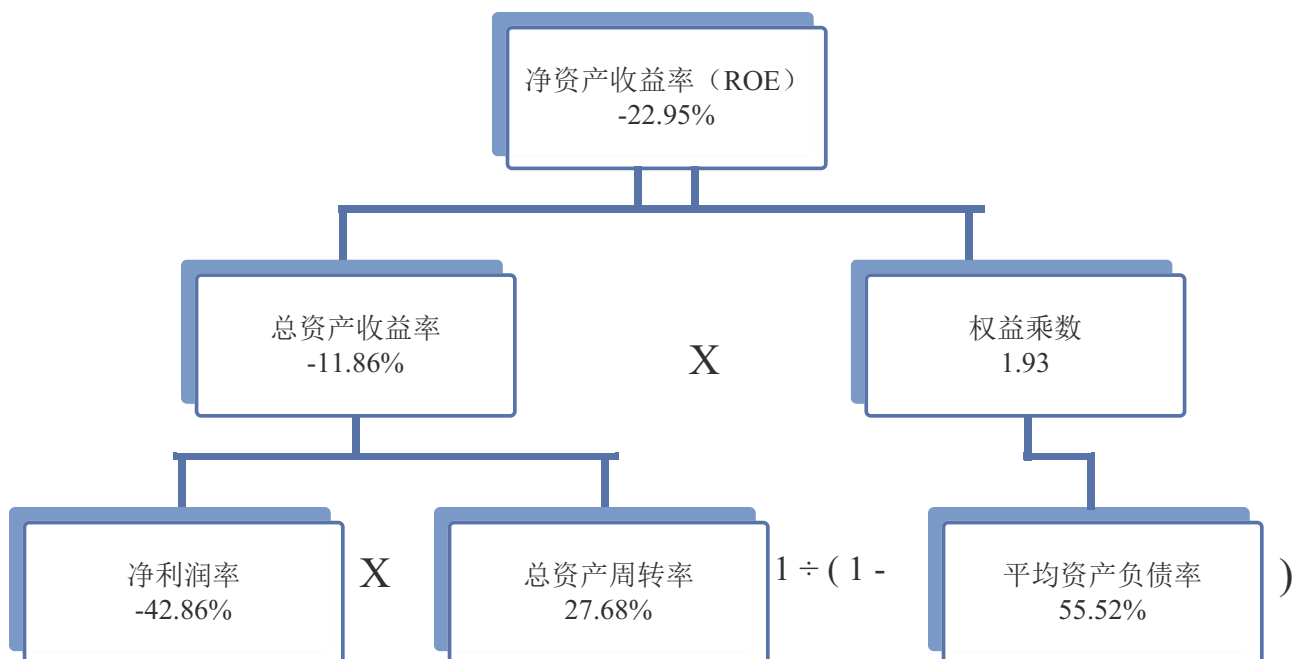 净资产收益率（ROE）
-22.95%
总资产收益率
-11.86%
X
权益乘数
1.93
净利润率
-42.86%
X
总资产周转率
27.68%
1 ÷ ( 1 -
平均资产负债率
55.52%
)